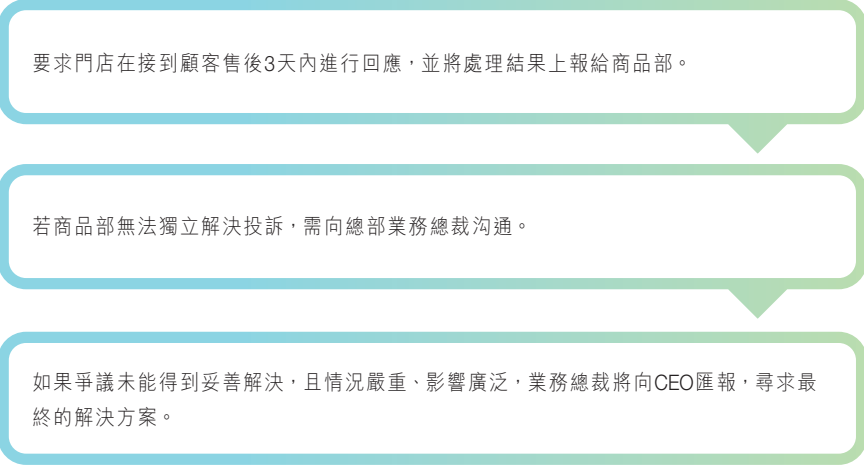 要求門店在接到顧客售後3天內進行回應，並將處理結果上報給商品部。
若商品部無法獨立解決投訴，需向總部業務總裁沟通。
如果爭議未能得到妥善解決，且情況嚴重、影響廣泛，業務總裁將向CEO匯報，尋求最
終的解決方案。